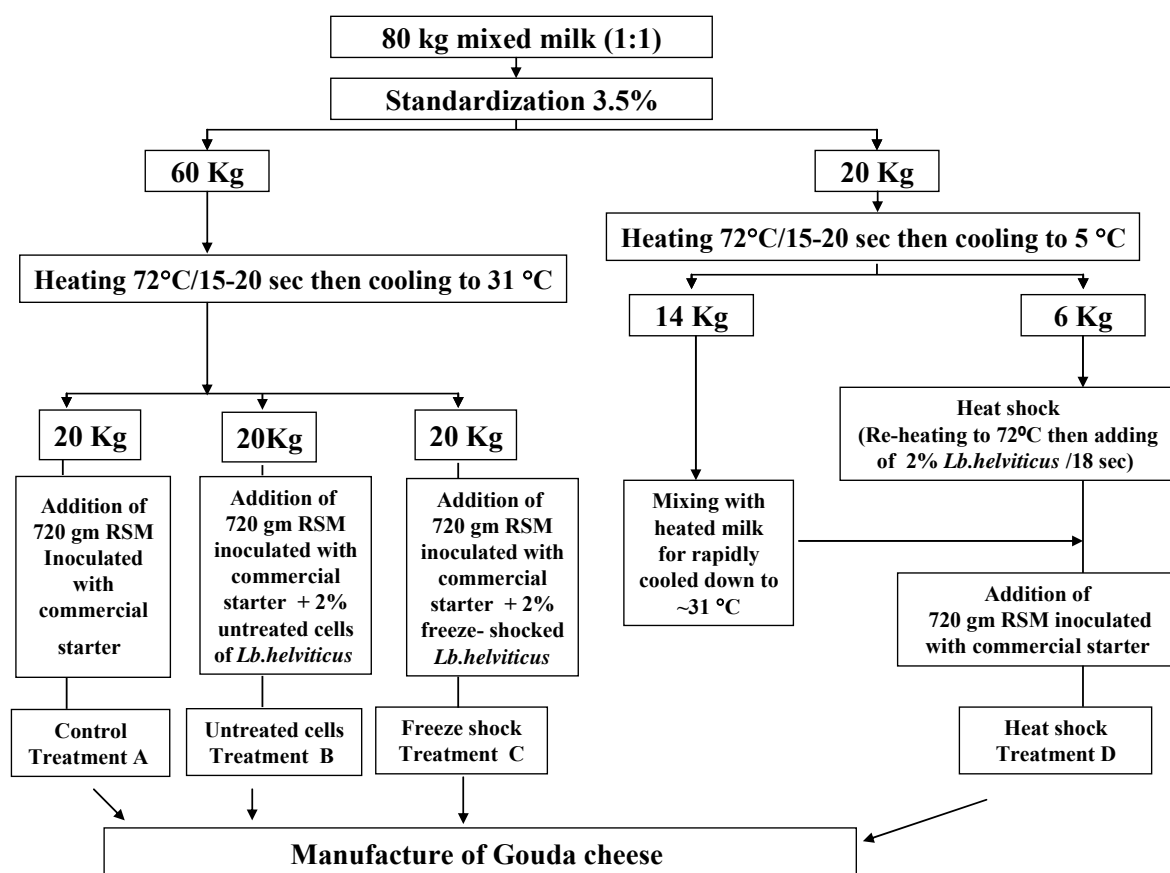 80 kg mixed milk (1:1)
Standardization 3.5%
60 Kg
20 Kg
Heating 72°C/15-20 sec then cooling to 31 °C
Heating 72°C/15-20 sec then cooling to 5 °C
14 Kg
6 Kg
20 Kg
20Kg
20 Kg
Addition of
720 gm RSM
Inoculated
with
commercial
starter
Addition of
720 gm RSM
inoculated with
commercial
starter + 2%
untreated cells
of Lb.helviticus
Addition of
720 gm RSM
inoculated with
commercial
starter + 2%
freeze- shocked
Lb.helviticus
Mixing with
heated milk
for rapidly
cooled down to
~31 °C
Heat shock
(Re-heating to 72⁰C then adding
of 2% Lb.helviticus /18 sec)
Addition of
720 gm RSM inoculated
with commercial starter
Control
Treatment A
Untreated cells
Treatment B
Freeze shock
Treatment C
Heat shock
Treatment D
Manufacture of Gouda cheese